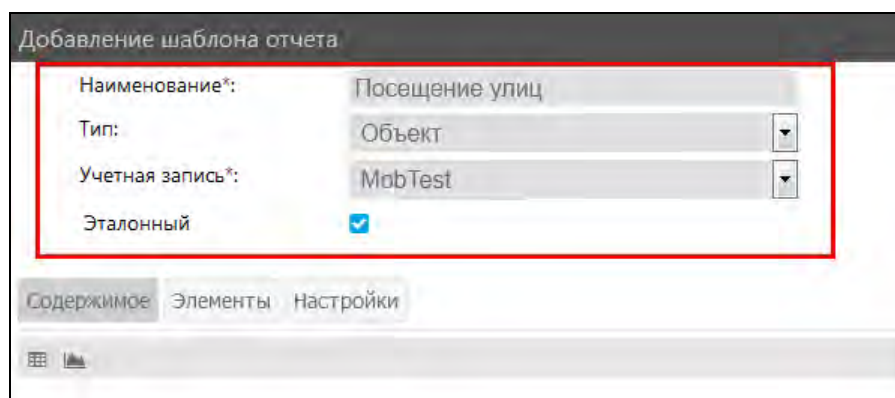 Добавление шаблона отчета
Наименование*: Посещение улиц
Тип: Объект
Учетная запись*: MobTest
Эталонный
Содержимое Элементы Настройки